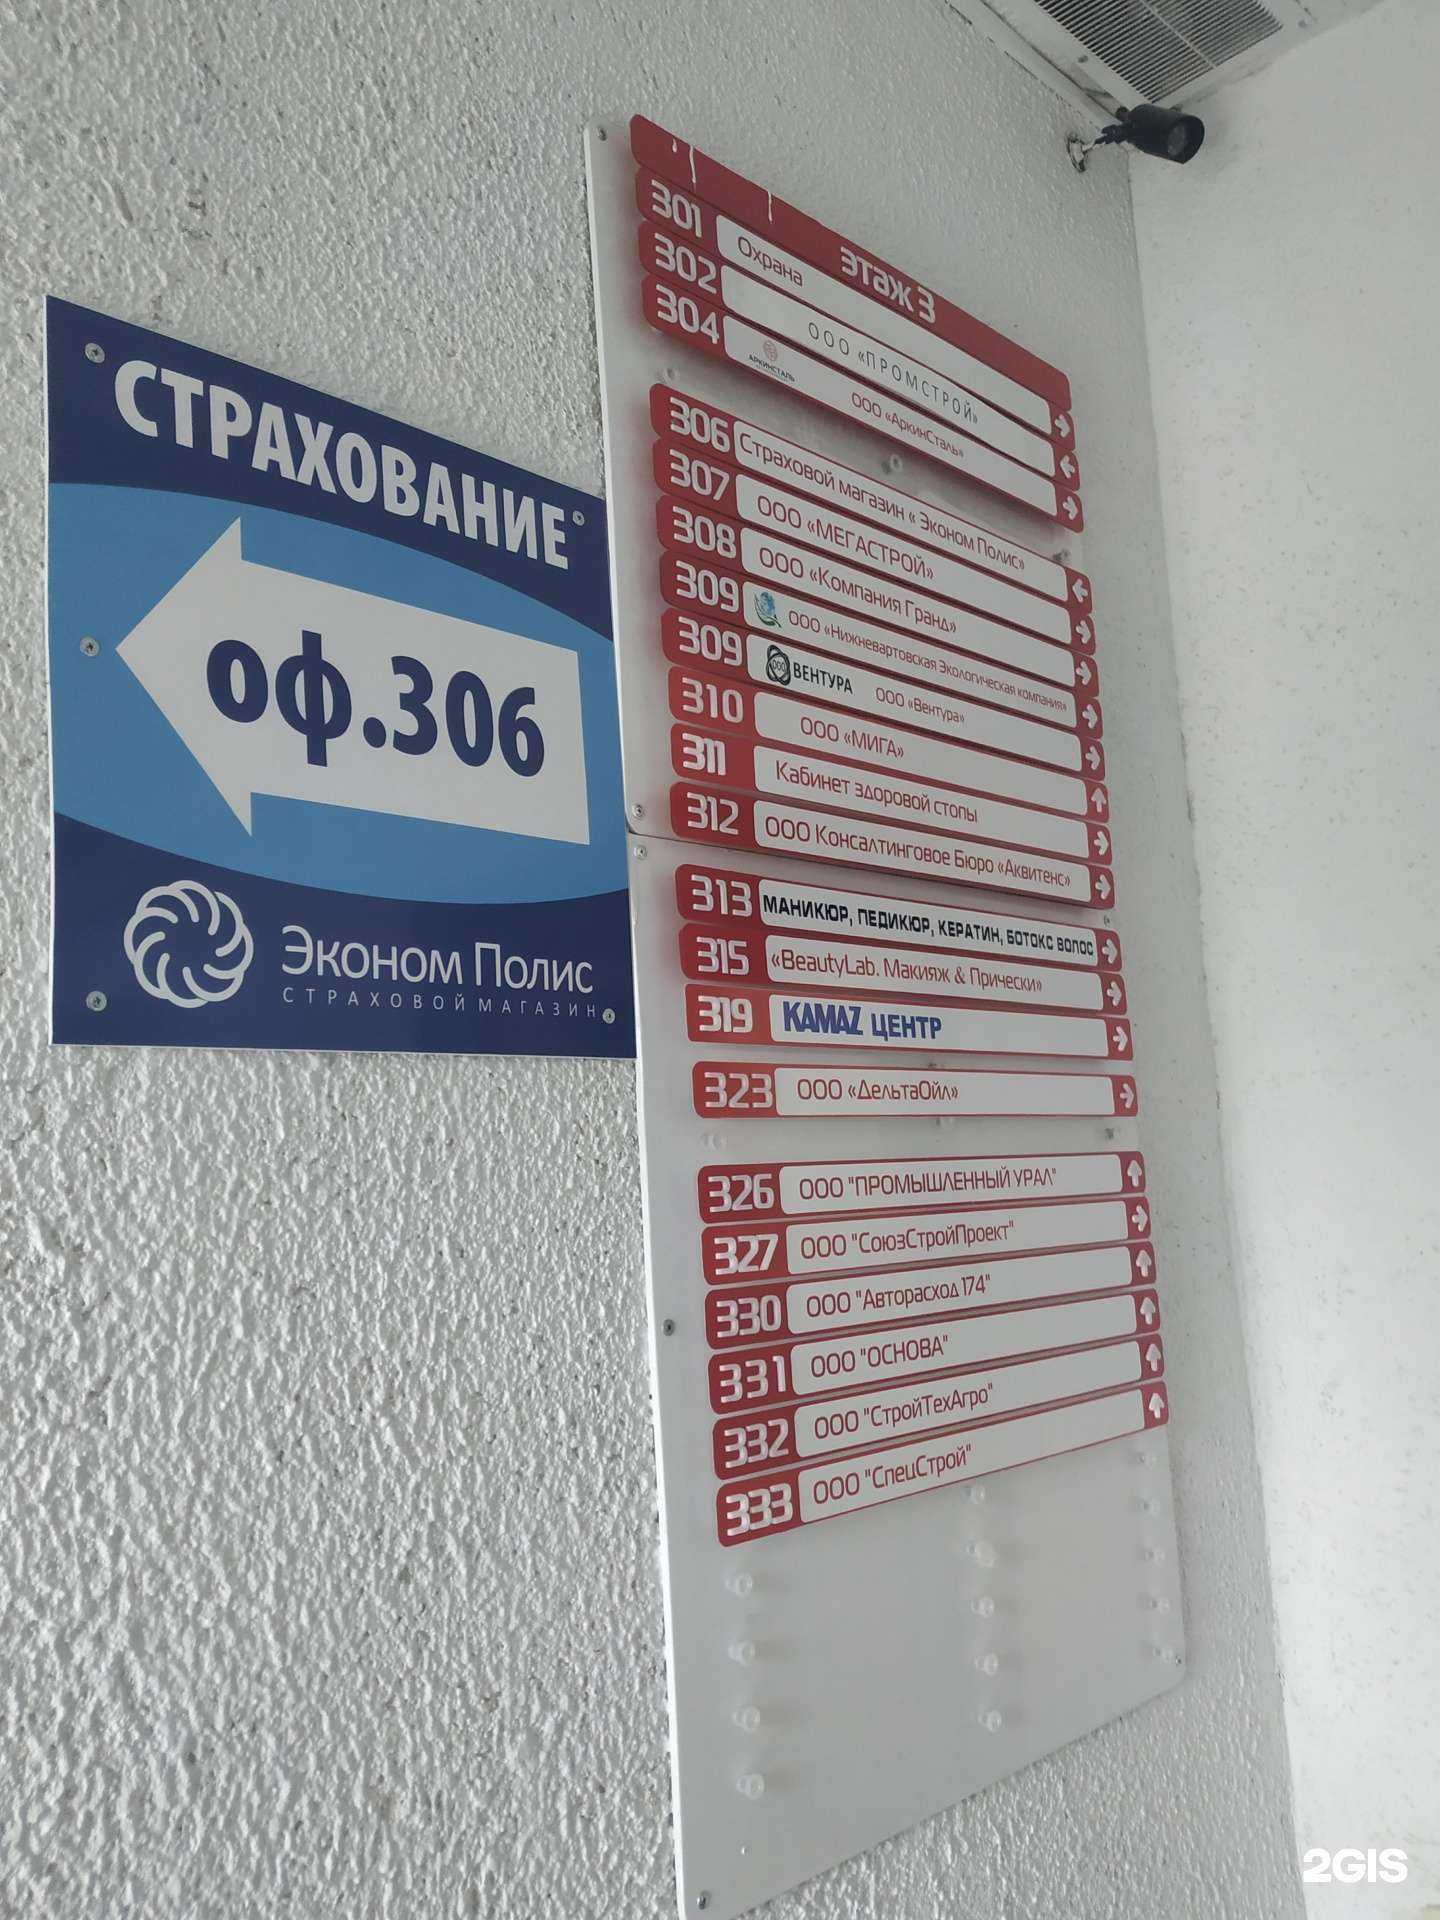 СТРАХОВАНИЕ
оф.306
Эконом Полис
СТРАХОВОЙ МАГАЗИН
этаж 3
301 Охрана
302 ООО «ПРОМСТРОЙ»
304 АРКИНСТАЛЬ ООО «АркинСталь»
306 Страховой магазин « Эконом Полис»
307 ООО «МЕГАСТРОЙ»
308 ООО «Компания Гранд»
309 ООО «Нижневартовская Экологическая компания»
309 ООО ВЕНТУРА ООО «Вентура»
310 ООО «МИГА»
311 Кабинет здоровой стопы
312 ООО Консалтинговое Бюро «Аквитенс»
313 МАНИКЮР, ПЕДИКЮР, КЕРАТИН, БОТОКС ВОЛОС
315 «BeautyLab. Макияж & Прически»
319 KAMAZ ЦЕНТР
323 ООО «ДельтаОйл»
326 ООО "ПРОМЫШЛЕННЫЙ УРАЛ"
327 ООО "СоюзСтройПроект"
330 ООО "Авторасход 174"
331 ООО "ОСНОВА"
332 ООО "СтройТехАгро"
333 ООО "СпецСтрой"
2GIS